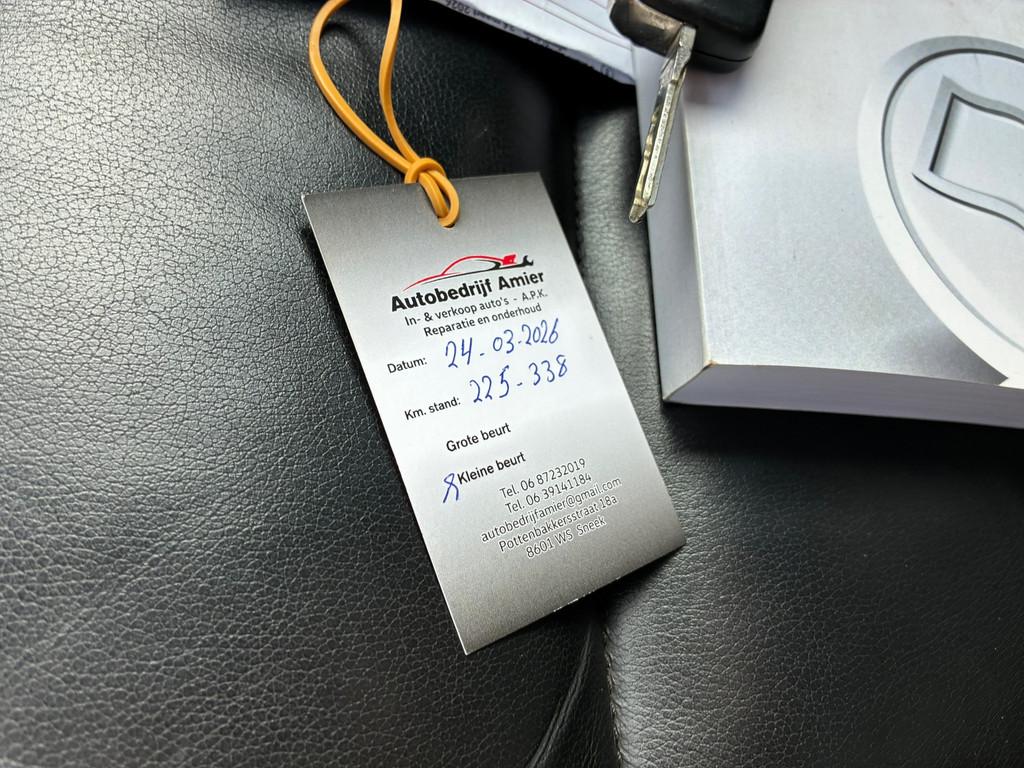 Autobedrijf Amier
In- & verkoop auto's - A.P.K.
Reparatie en onderhoud
Datum: 24-03-2026
Km. stand: 225-338
Grote beurt
Kleine beurt
Tel. 06 87232019
Tel. 06 39141184
autobedrijfamier@gmail.com
Pottenbakkersstraat 18a
8601 WS Sneek